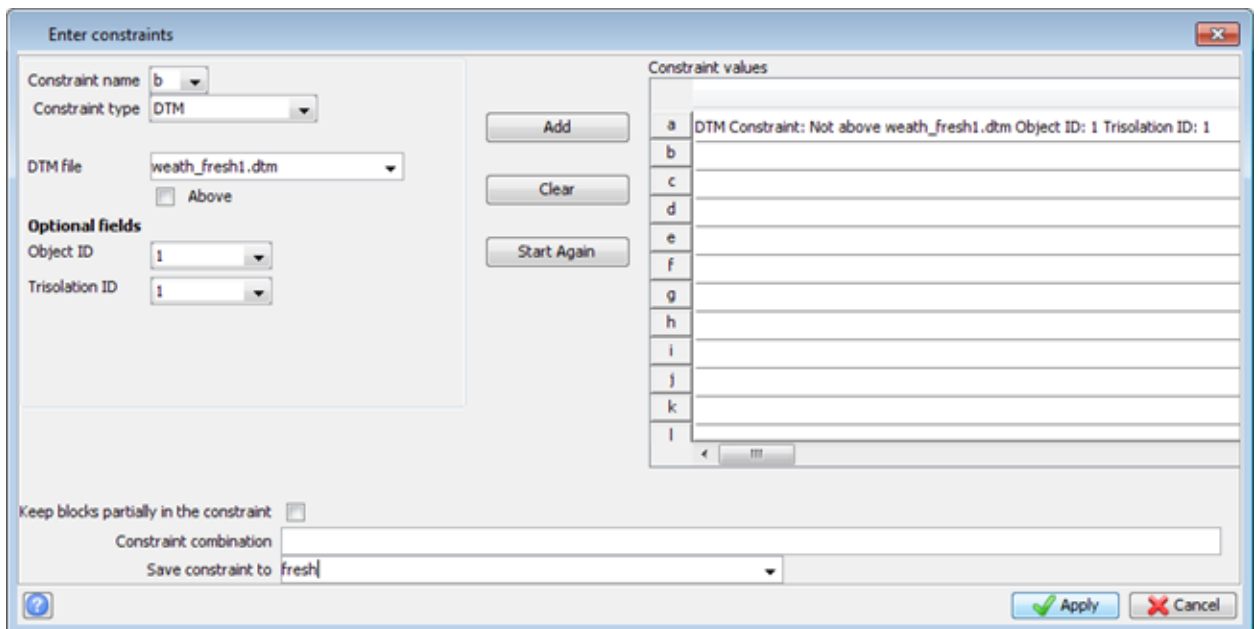 Enter constraints
Constraint name b
Constraint type DTM
DTM file weath_fresh1.dtm
Above
Optional fields
Object ID 1
Trisolation ID 1
Add
Clear
Start Again
Constraint values
a DTM Constraint: Not above weath_fresh1.dtm Object ID: 1 Trisolation ID: 1
b
c
d
e
f
g
h
i
j
k
l
Keep blocks partially in the constraint
Constraint combination
Save constraint to fresh
? Apply Cancel